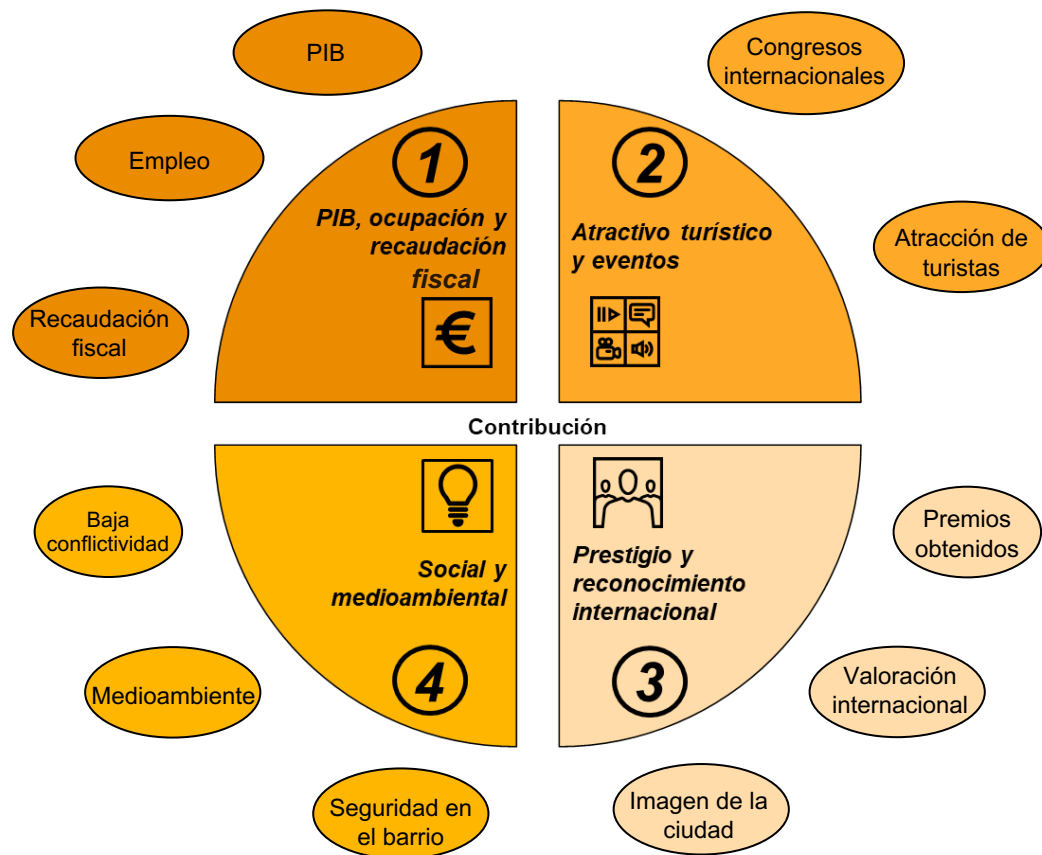 PIB
Empleo
Recaudación
fiscal
1
PIB, ocupación y
recaudación
fiscal
€
Congresos
internacionales
Atracción de
turistas
2
Atractivo turístico
y eventos
Contribución
Baja
conflictividad
Medioambiente
Seguridad en
el barrio
Social y
medioambiental
4
Prestigio y
reconocimiento
internacional
3
Premios
obtenidos
Valoración
internacional
Imagen de la
ciudad